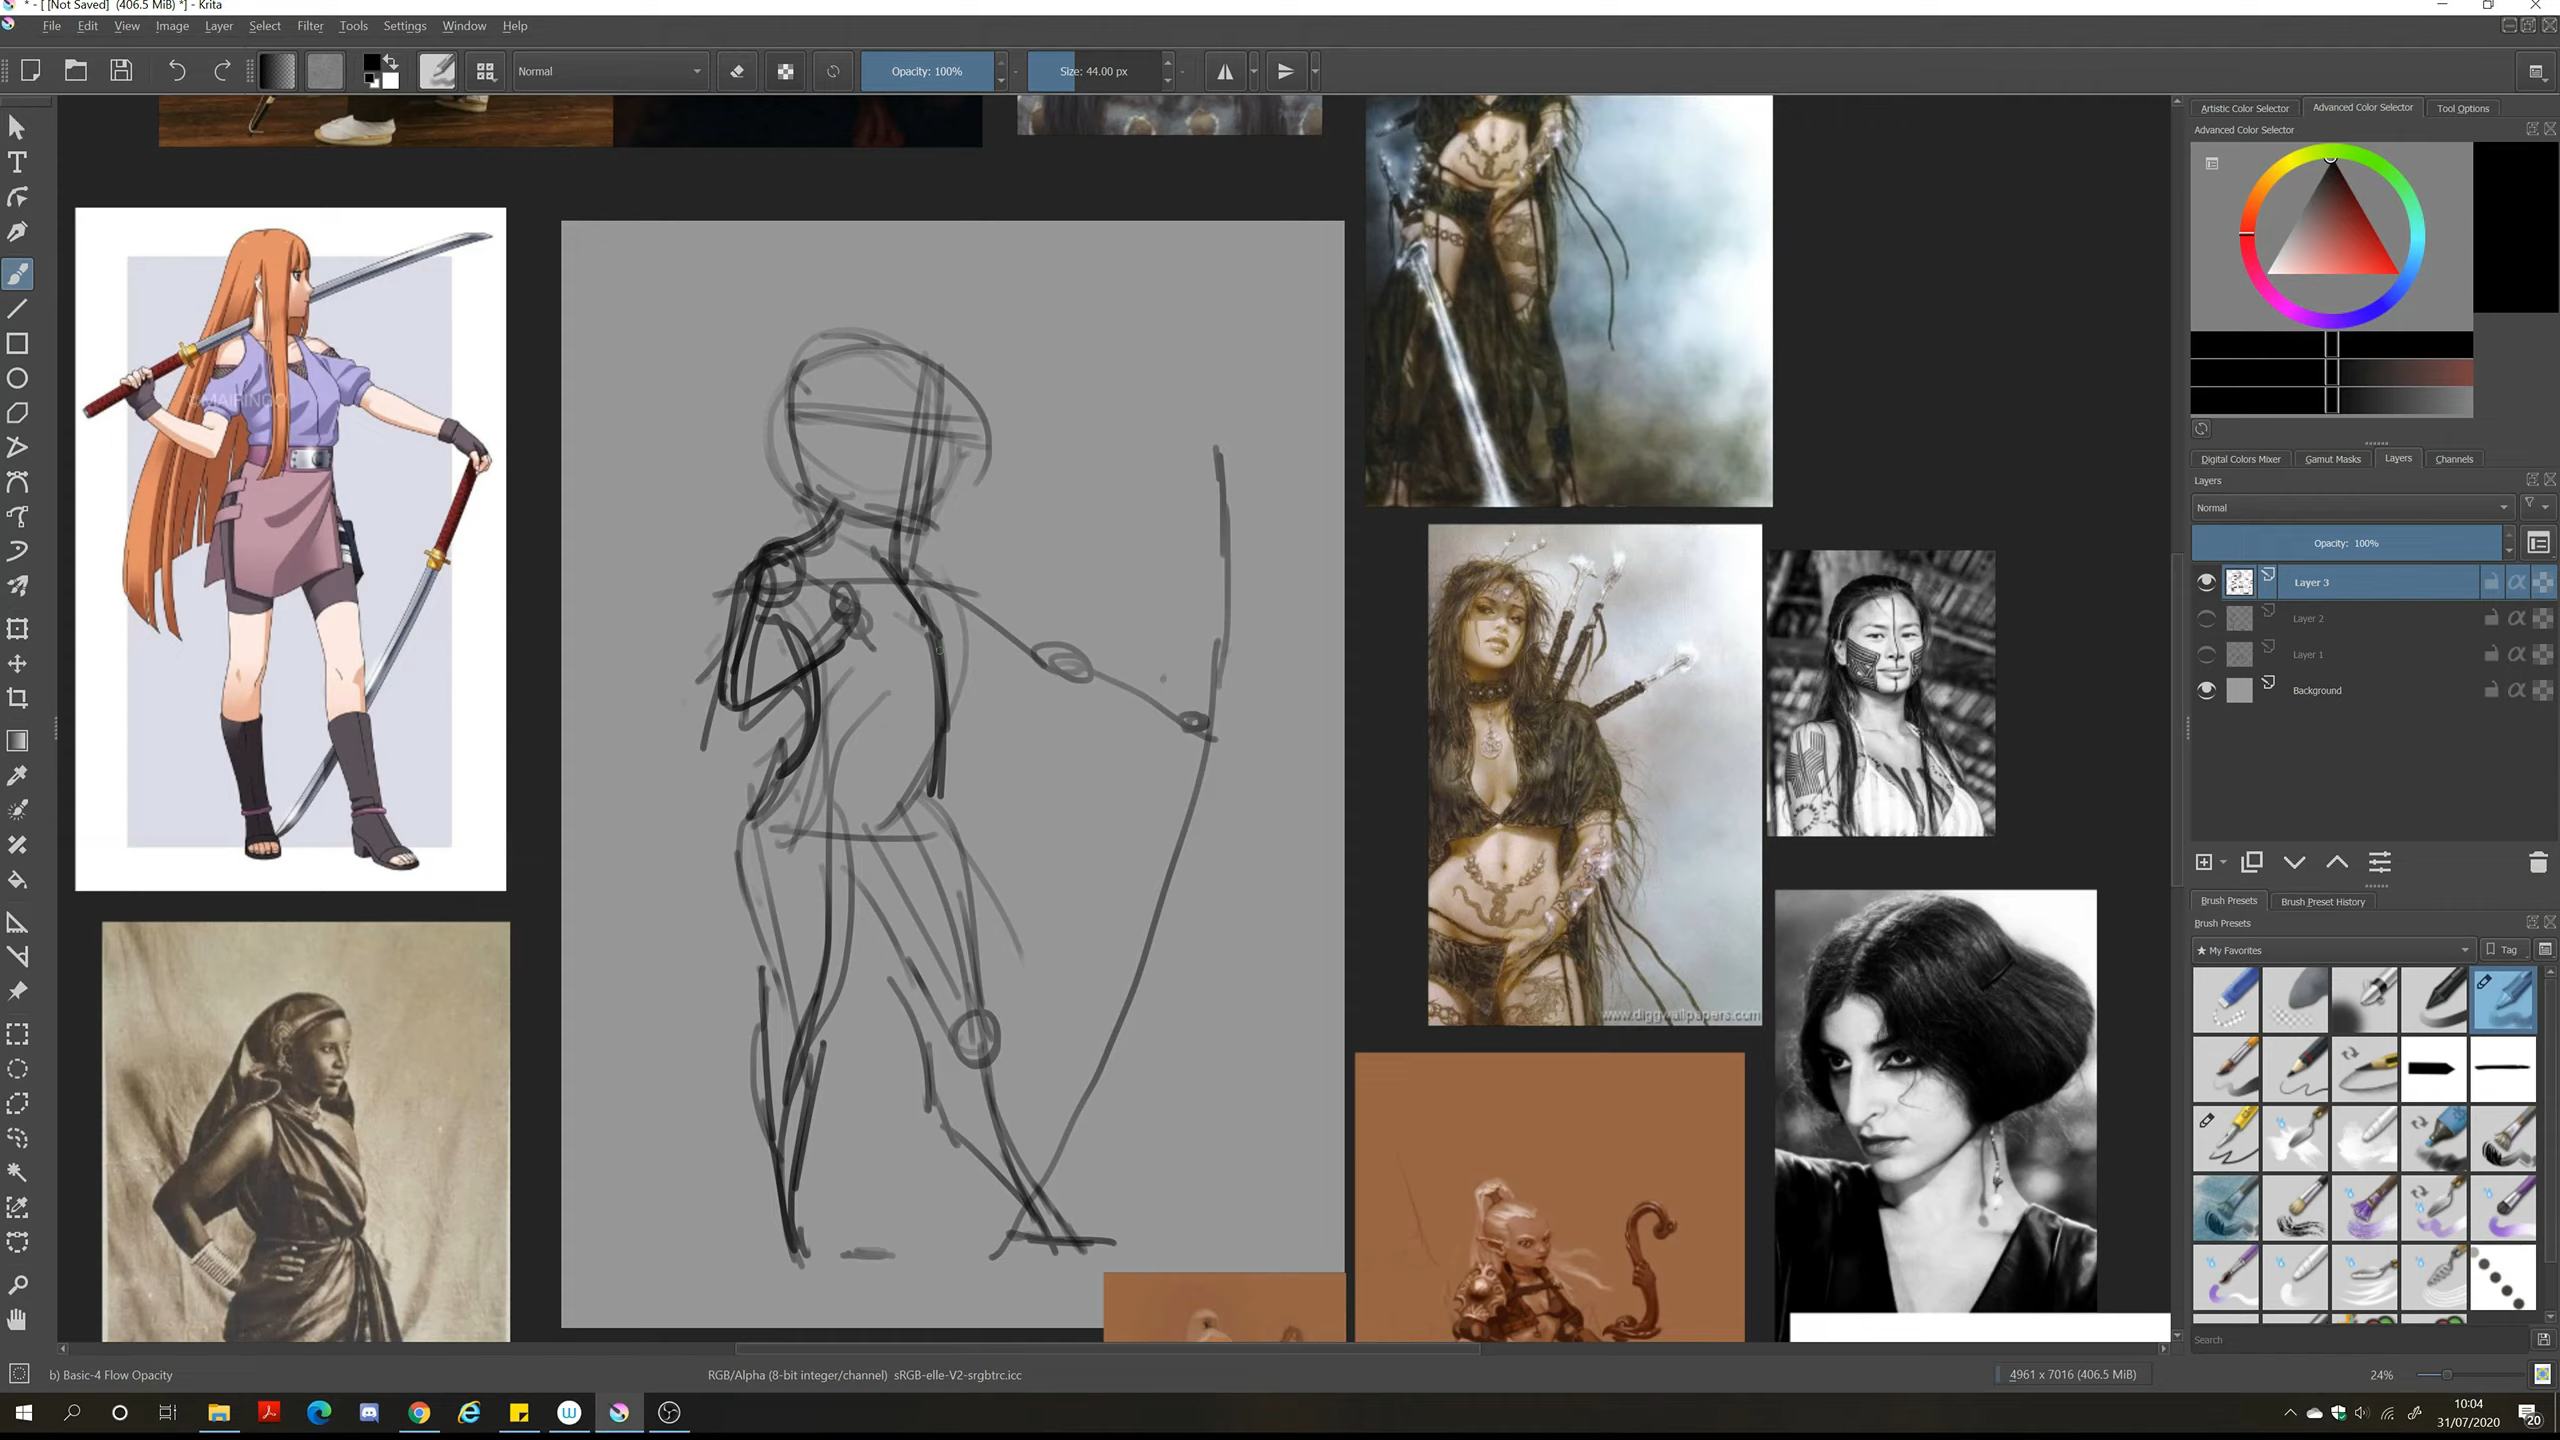 * - [ [Not Saved]  (406.5 MiB) *] - Krita
File Edit View Image Layer Select Filter Tools Settings Window Help
Normal
Opacity: 100%
Size: 44.00 px
Artistic Color Selector
Advanced Color Selector
Tool Options
Advanced Color Selector
©MAIRINGO
Digital Colors Mixer
Gamut Masks
Layers
Channels
Layers
Normal
Opacity: 100%
Layer 3
Layer 2
Layer 1
Background
www.diggwallpapers.com
Brush Presets
Brush Preset History
Brush Presets
★ My Favorites
Tag
Search
b) Basic-4 Flow Opacity
RGB/Alpha (8-bit integer/channel)  sRGB-elle-V2-srgbtrc.icc
4961 x 7016 (406.5 MiB)
24%
10:04
31/07/2020
20